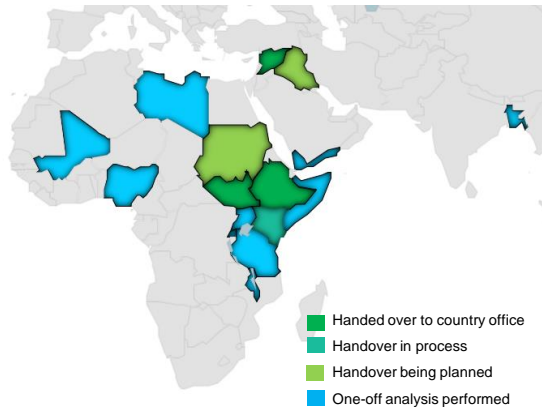 Handed over to country office
Handover in process
Handover being planned
One-off analysis performed